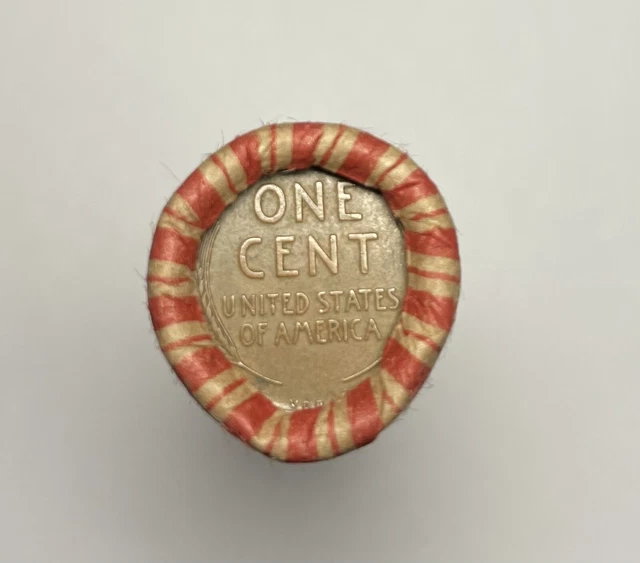 ONE
CENT
UNITED STATES
OF AMERICA
V.D.B.